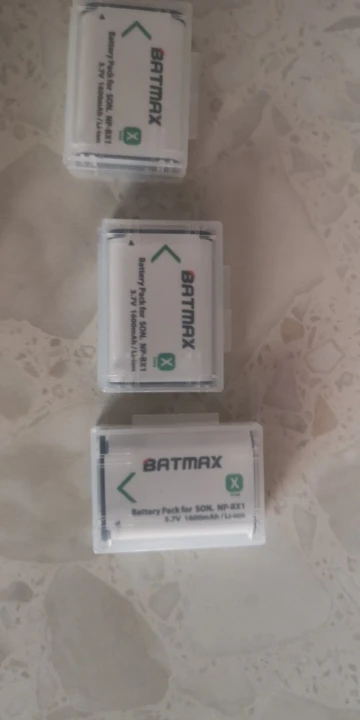 BATMAX
X
Battery Pack for SON. NP-BX1
3.7V 1600mAh/Li-ion
BATMAX
X
Battery Pack for SON. NP-BX1
3.7V 1600mAh/Li-ion
BATMAX
X
Battery Pack for SON. NP-BX1
3.7V 1600mAh/Li-ion